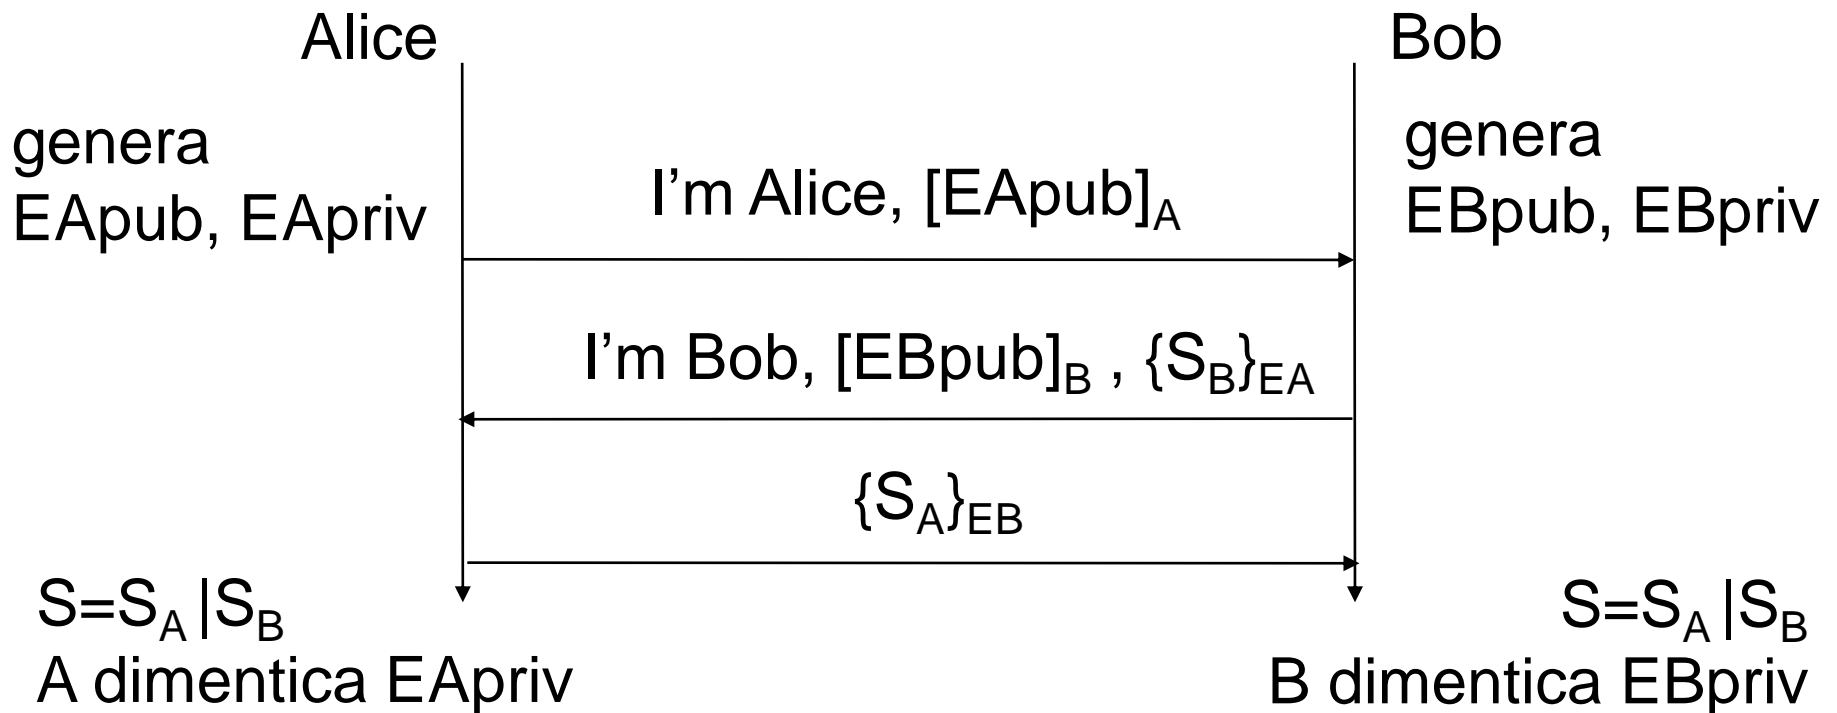 Alice
Bob
genera
EApub, EApriv
genera
EBpub, EBpriv
I’m Alice, [EApub]A
I’m Bob, [EBpub]B , {SB}EA
{SA}EB
S=SA|SB
A dimentica EApriv
S=SA|SB
B dimentica EBpriv